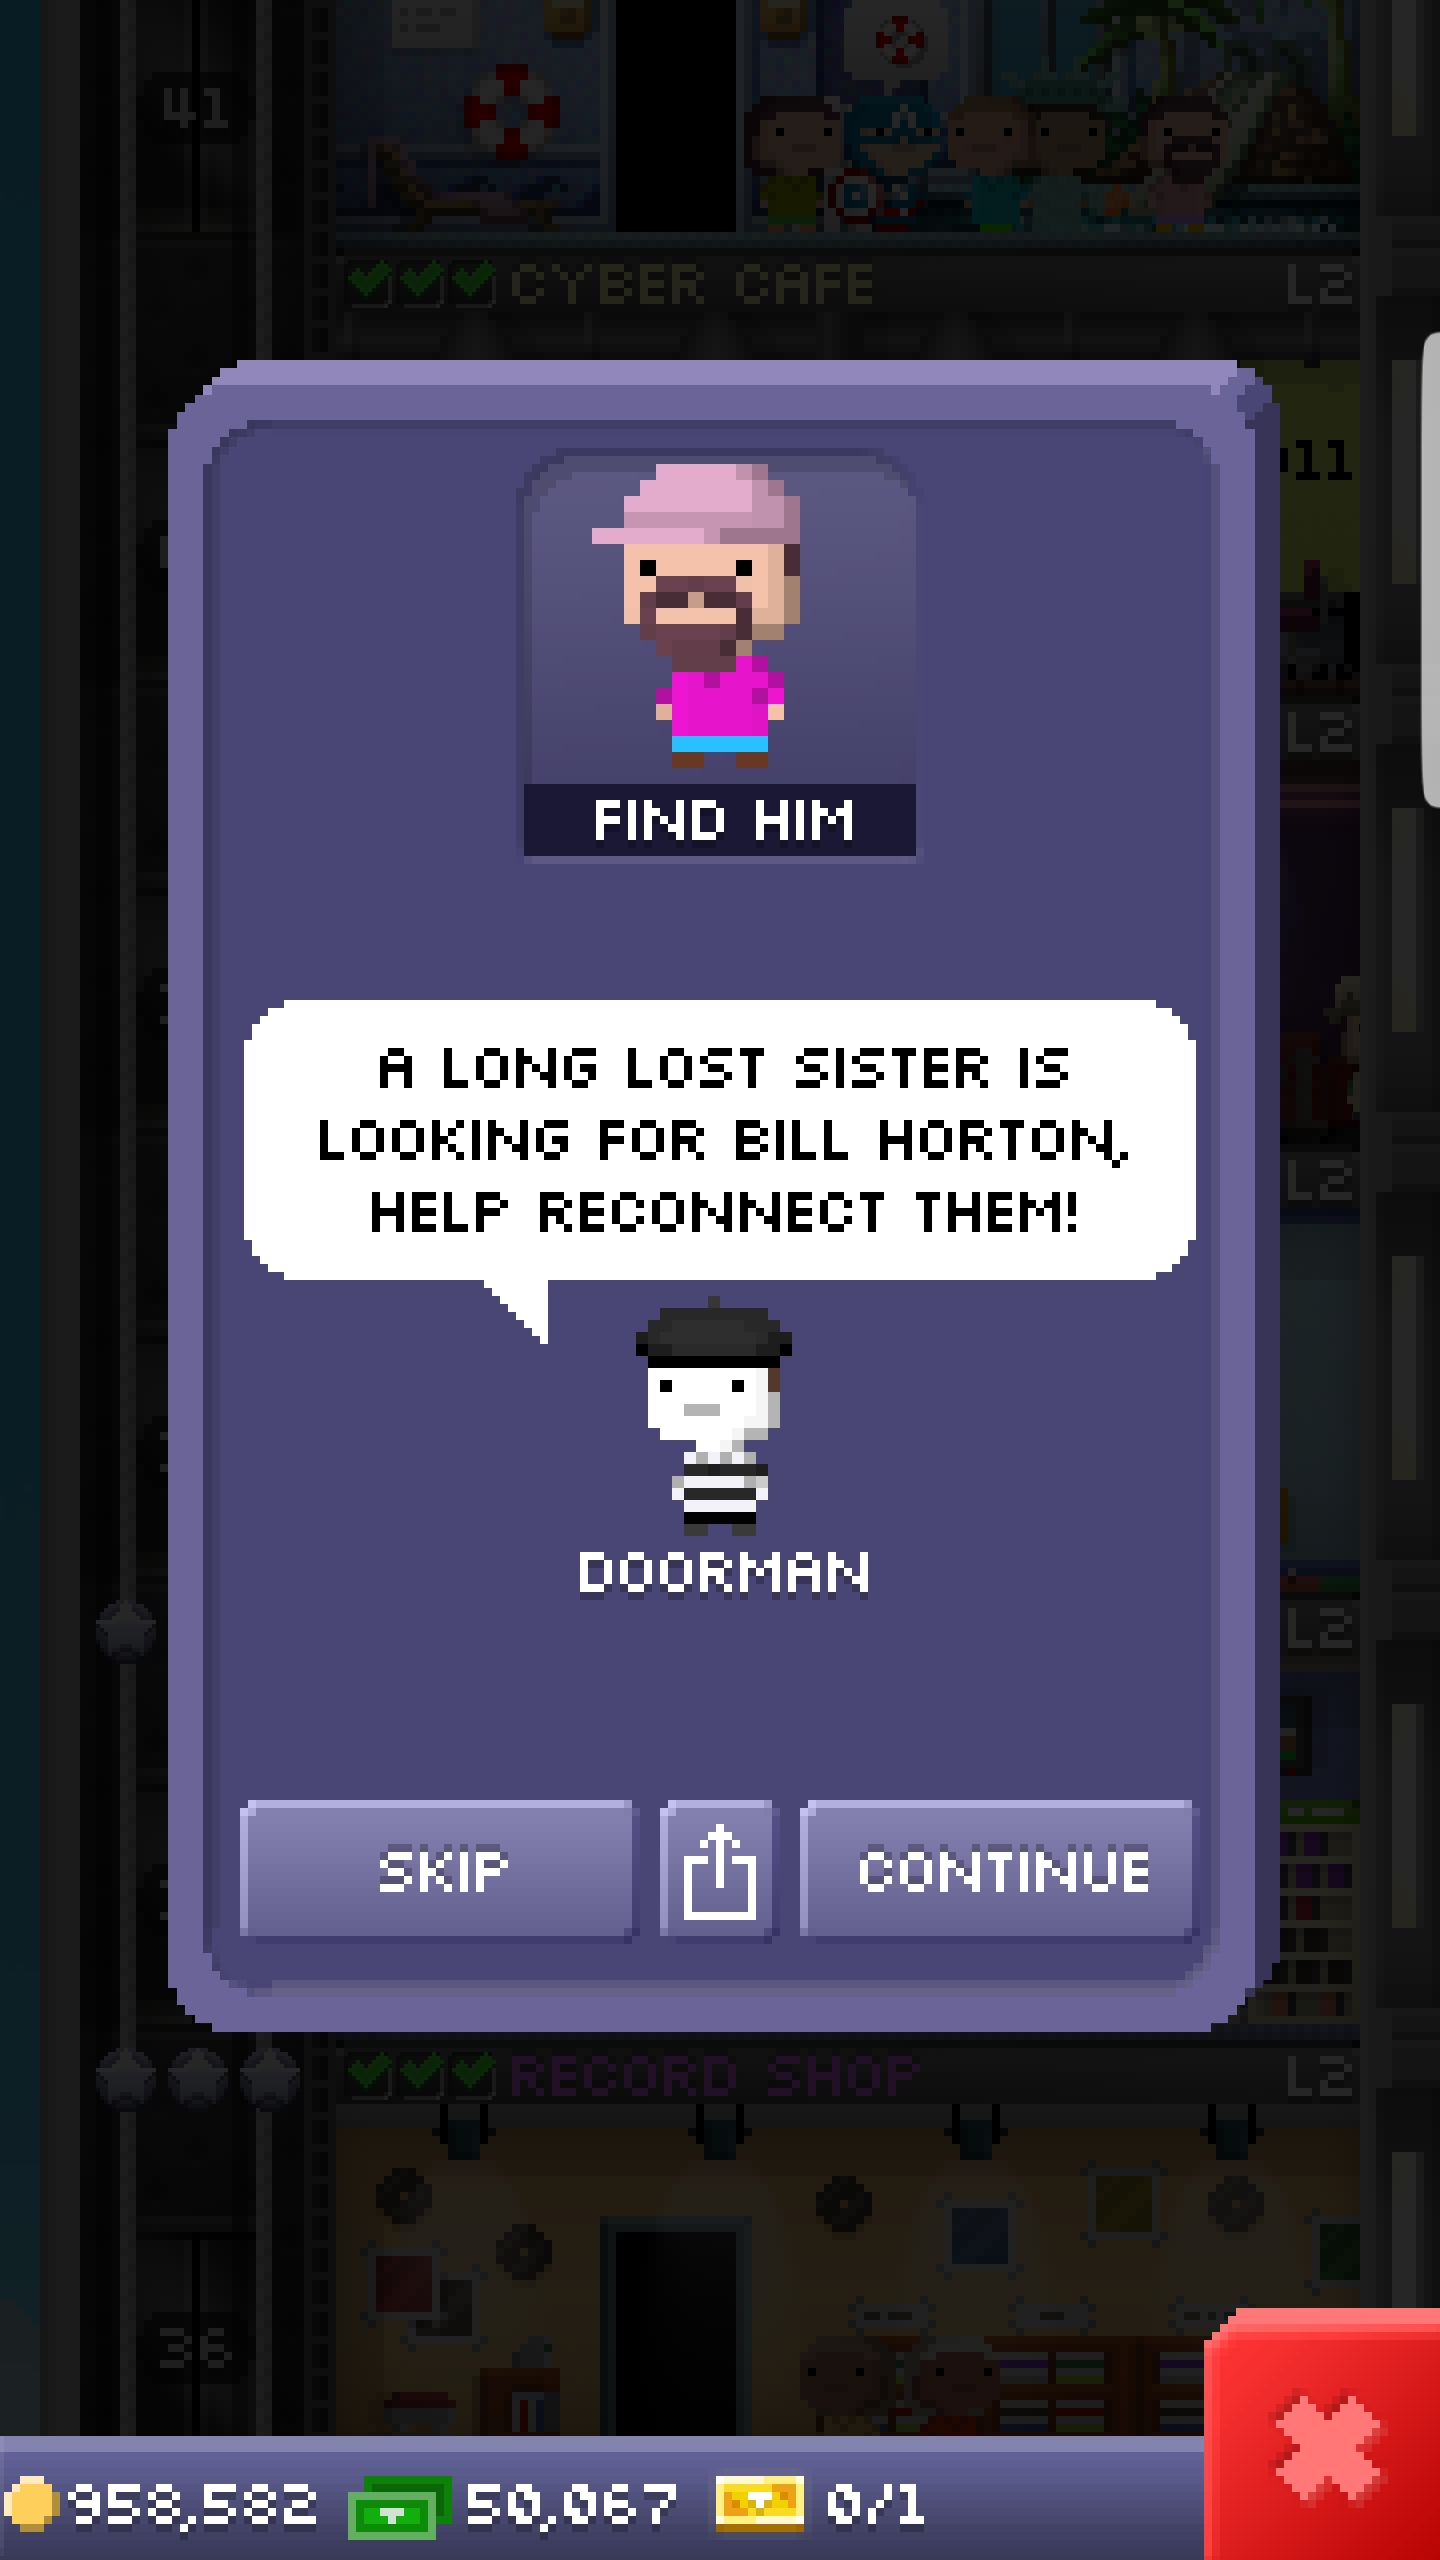 41
CYBER CAFE L2
011
FIND HIM
L2
A LONG LOST SISTER IS
LOOKING FOR BILL HORTON,
HELP RECONNECT THEM!
L2
DOORMAN
L2
SKIP
CONTINUE
RECORD SHOP L2
36
958,582 50,067 0/1